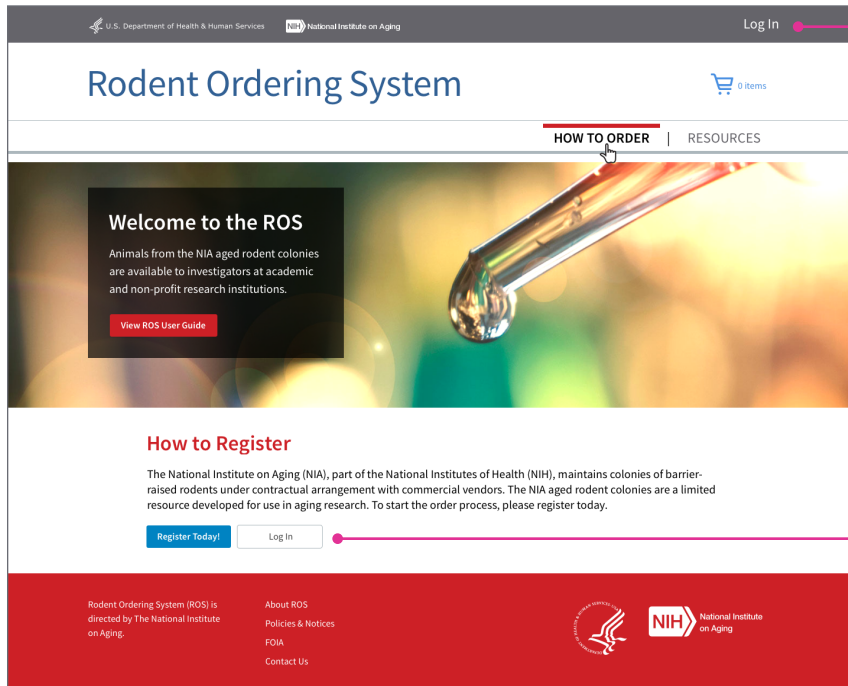 U.S. Department of Health & Human Services
NIH National Institute on Aging
Log In
Rodent Ordering System
0 items
HOW TO ORDER | RESOURCES
Welcome to the ROS
Animals from the NIA aged rodent colonies
are available to investigators at academic
and non-profit research institutions.
View ROS User Guide
How to Register
The National Institute on Aging (NIA), part of the National Institutes of Health (NIH), maintains colonies of barrier-
raised rodents under contractual arrangement with commercial vendors. The NIA aged rodent colonies are a limited
resource developed for use in aging research. To start the order process, please register today.
Register Today!
Log In
Rodent Ordering System (ROS) is
directed by The National Institute
on Aging.
About ROS
Policies & Notices
FOIA
Contact Us
DEPARTMENT OF HEALTH & HUMAN SERVICES · USA
NIH
National Institute
on Aging